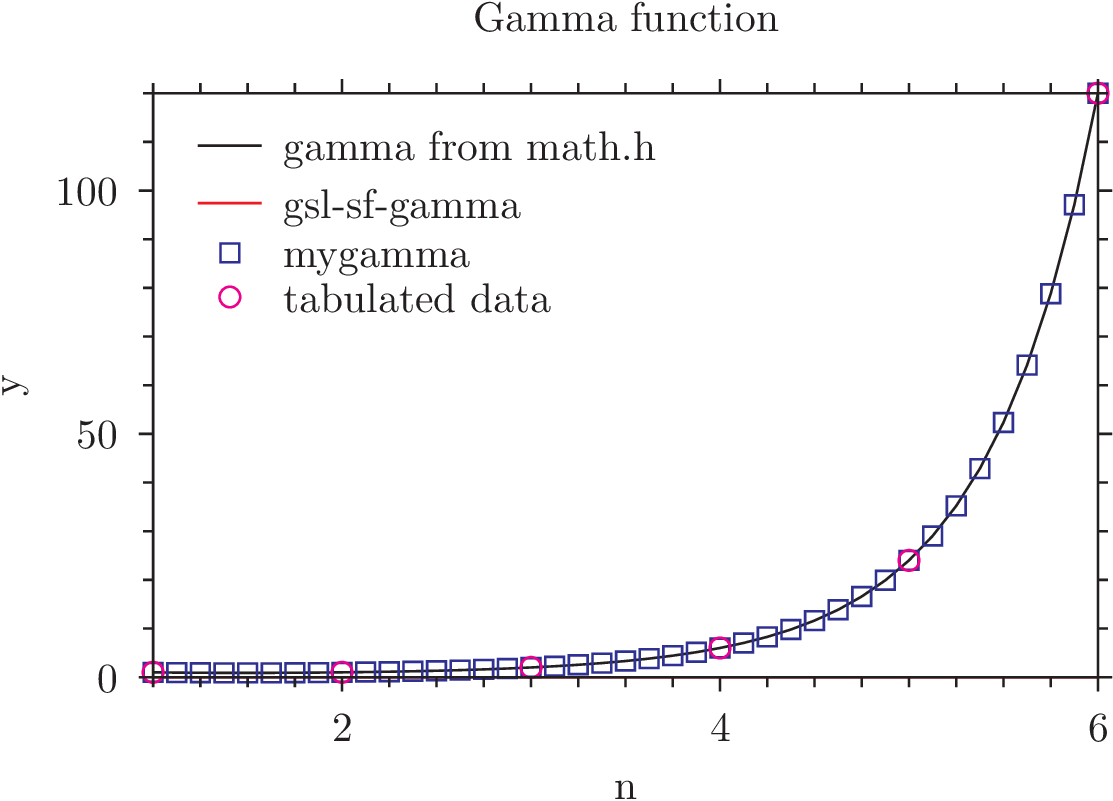 Gamma function
gamma from math.h
gsl-sf-gamma
mygamma
tabulated data
100
50
0
y
2 4 6
n